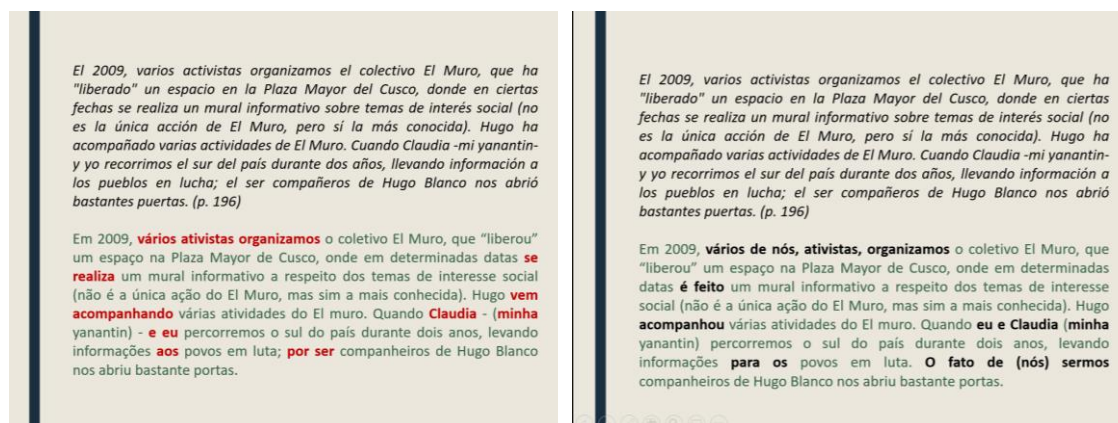 El 2009, varios activistas organizamos el colectivo El Muro, que ha
"liberado" un espacio en la Plaza Mayor del Cusco, donde en ciertas
fechas se realiza un mural informativo sobre temas de interés social (no
es la única acción de El Muro, pero sí la más conocida). Hugo ha
acompañado varias actividades de El Muro. Cuando Claudia -mi yanantin-
y yo recorrimos el sur del país durante dos años, llevando información a
los pueblos en lucha; el ser compañeros de Hugo Blanco nos abrió
bastantes puertas. (p. 196)
Em 2009, vários ativistas organizamos o coletivo El Muro, que “liberou”
um espaço na Plaza Mayor de Cusco, onde em determinadas datas se
realiza um mural informativo a respeito dos temas de interesse social
(não é a única ação do El Muro, mas sim a mais conhecida). Hugo vem
acompanhando várias atividades do El muro. Quando Claudia - (minha
yanantin) - e eu percorremos o sul do país durante dois anos, levando
informações aos povos em luta; por ser companheiros de Hugo Blanco
nos abriu bastante portas.
El 2009, varios activistas organizamos el colectivo El Muro, que ha
"liberado" un espacio en la Plaza Mayor del Cusco, donde en ciertas
fechas se realiza un mural informativo sobre temas de interés social (no
es la única acción de El Muro, pero sí la más conocida). Hugo ha
acompañado varias actividades de El Muro. Cuando Claudia -mi yanantin-
y yo recorrimos el sur del país durante dos años, llevando información a
los pueblos en lucha; el ser compañeros de Hugo Blanco nos abrió
bastantes puertas. (p. 196)
Em 2009, vários de nós, ativistas, organizamos o coletivo El Muro, que
“liberou” um espaço na Plaza Mayor de Cusco, onde em determinadas
datas é feito um mural informativo a respeito dos temas de interesse
social (não é a única ação do El Muro, mas sim a mais conhecida). Hugo
acompanhou várias atividades do El Muro. Quando eu e Claudia (minha
yanantin) percorremos o sul do país durante dois anos, levando
informações para os povos em luta. O fato de (nós) sermos
companheiros de Hugo Blanco nos abriu bastante portas.